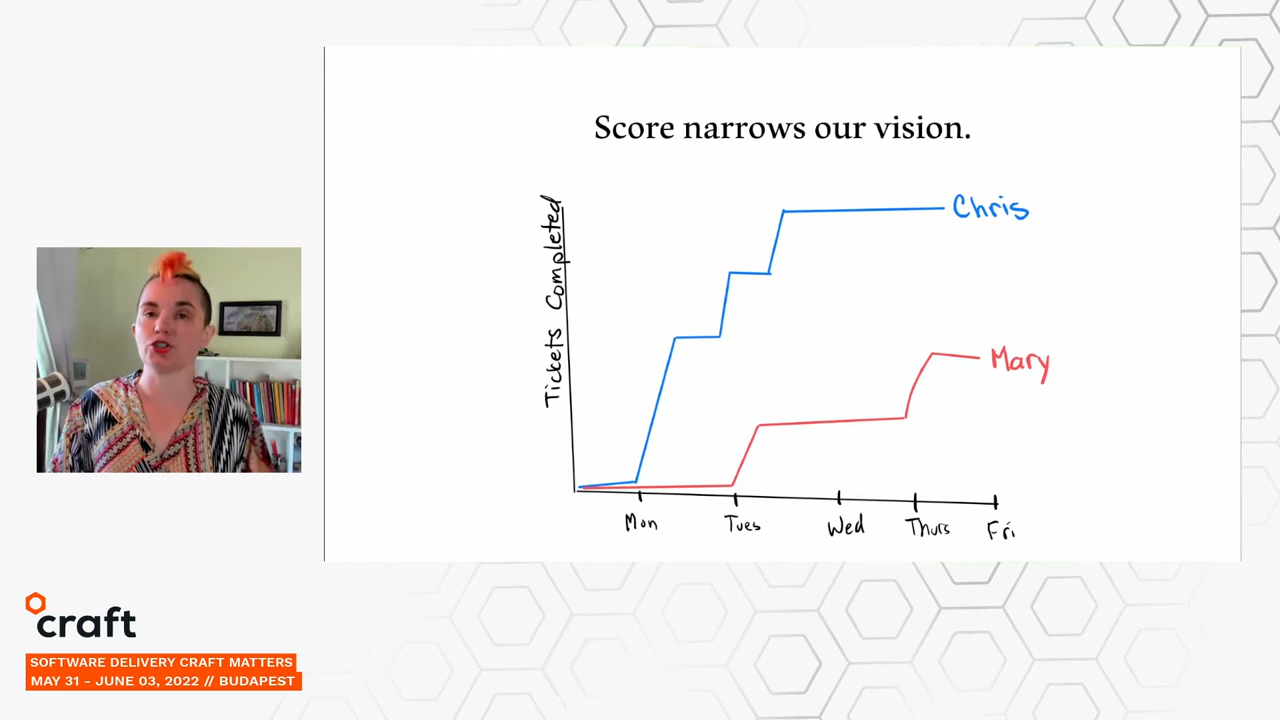 Score narrows our vision.
Tickets Completed
Chris
Mary
Mon Tues Wed Thurs Fri
craft
SOFTWARE DELIVERY CRAFT MATTERS
MAY 31 - JUNE 03, 2022 // BUDAPEST